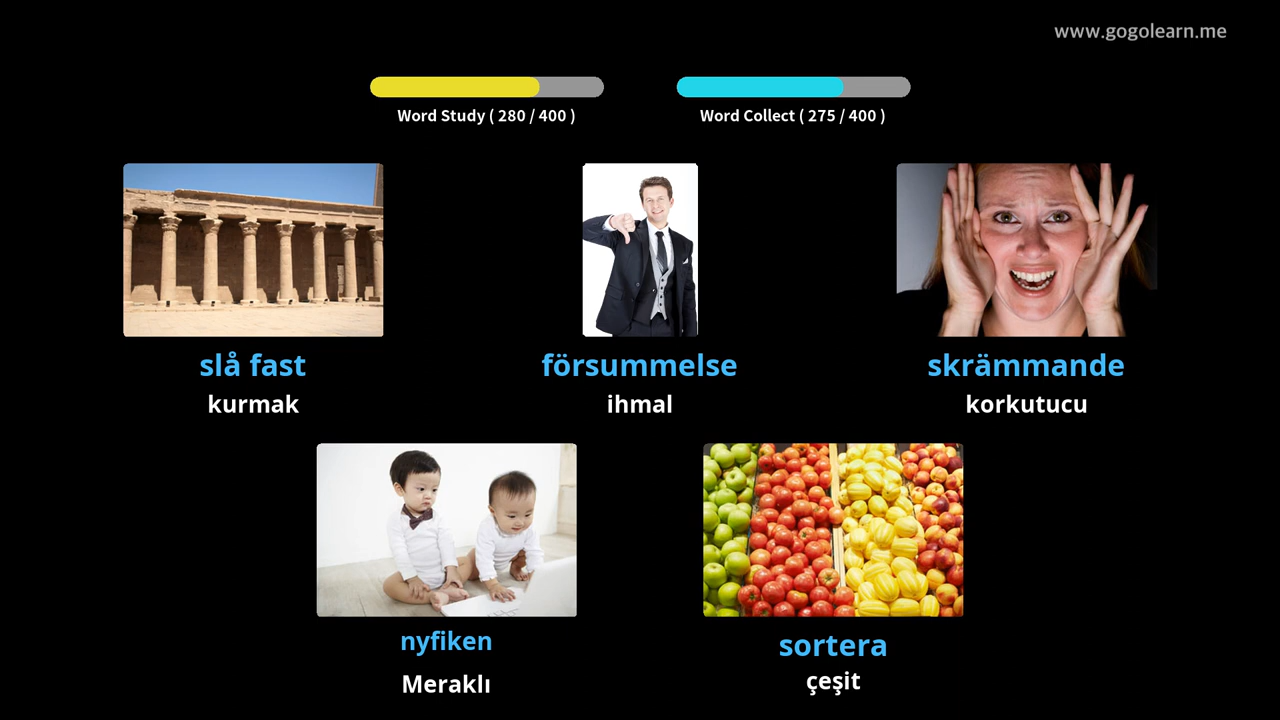 www.gogolearn.me
Word Study ( 280 / 400 )
Word Collect ( 275 / 400 )
slå fast
kurmak
försummelse
ihmal
skrämmande
korkutucu
nyfiken
Meraklı
sortera
çeşit